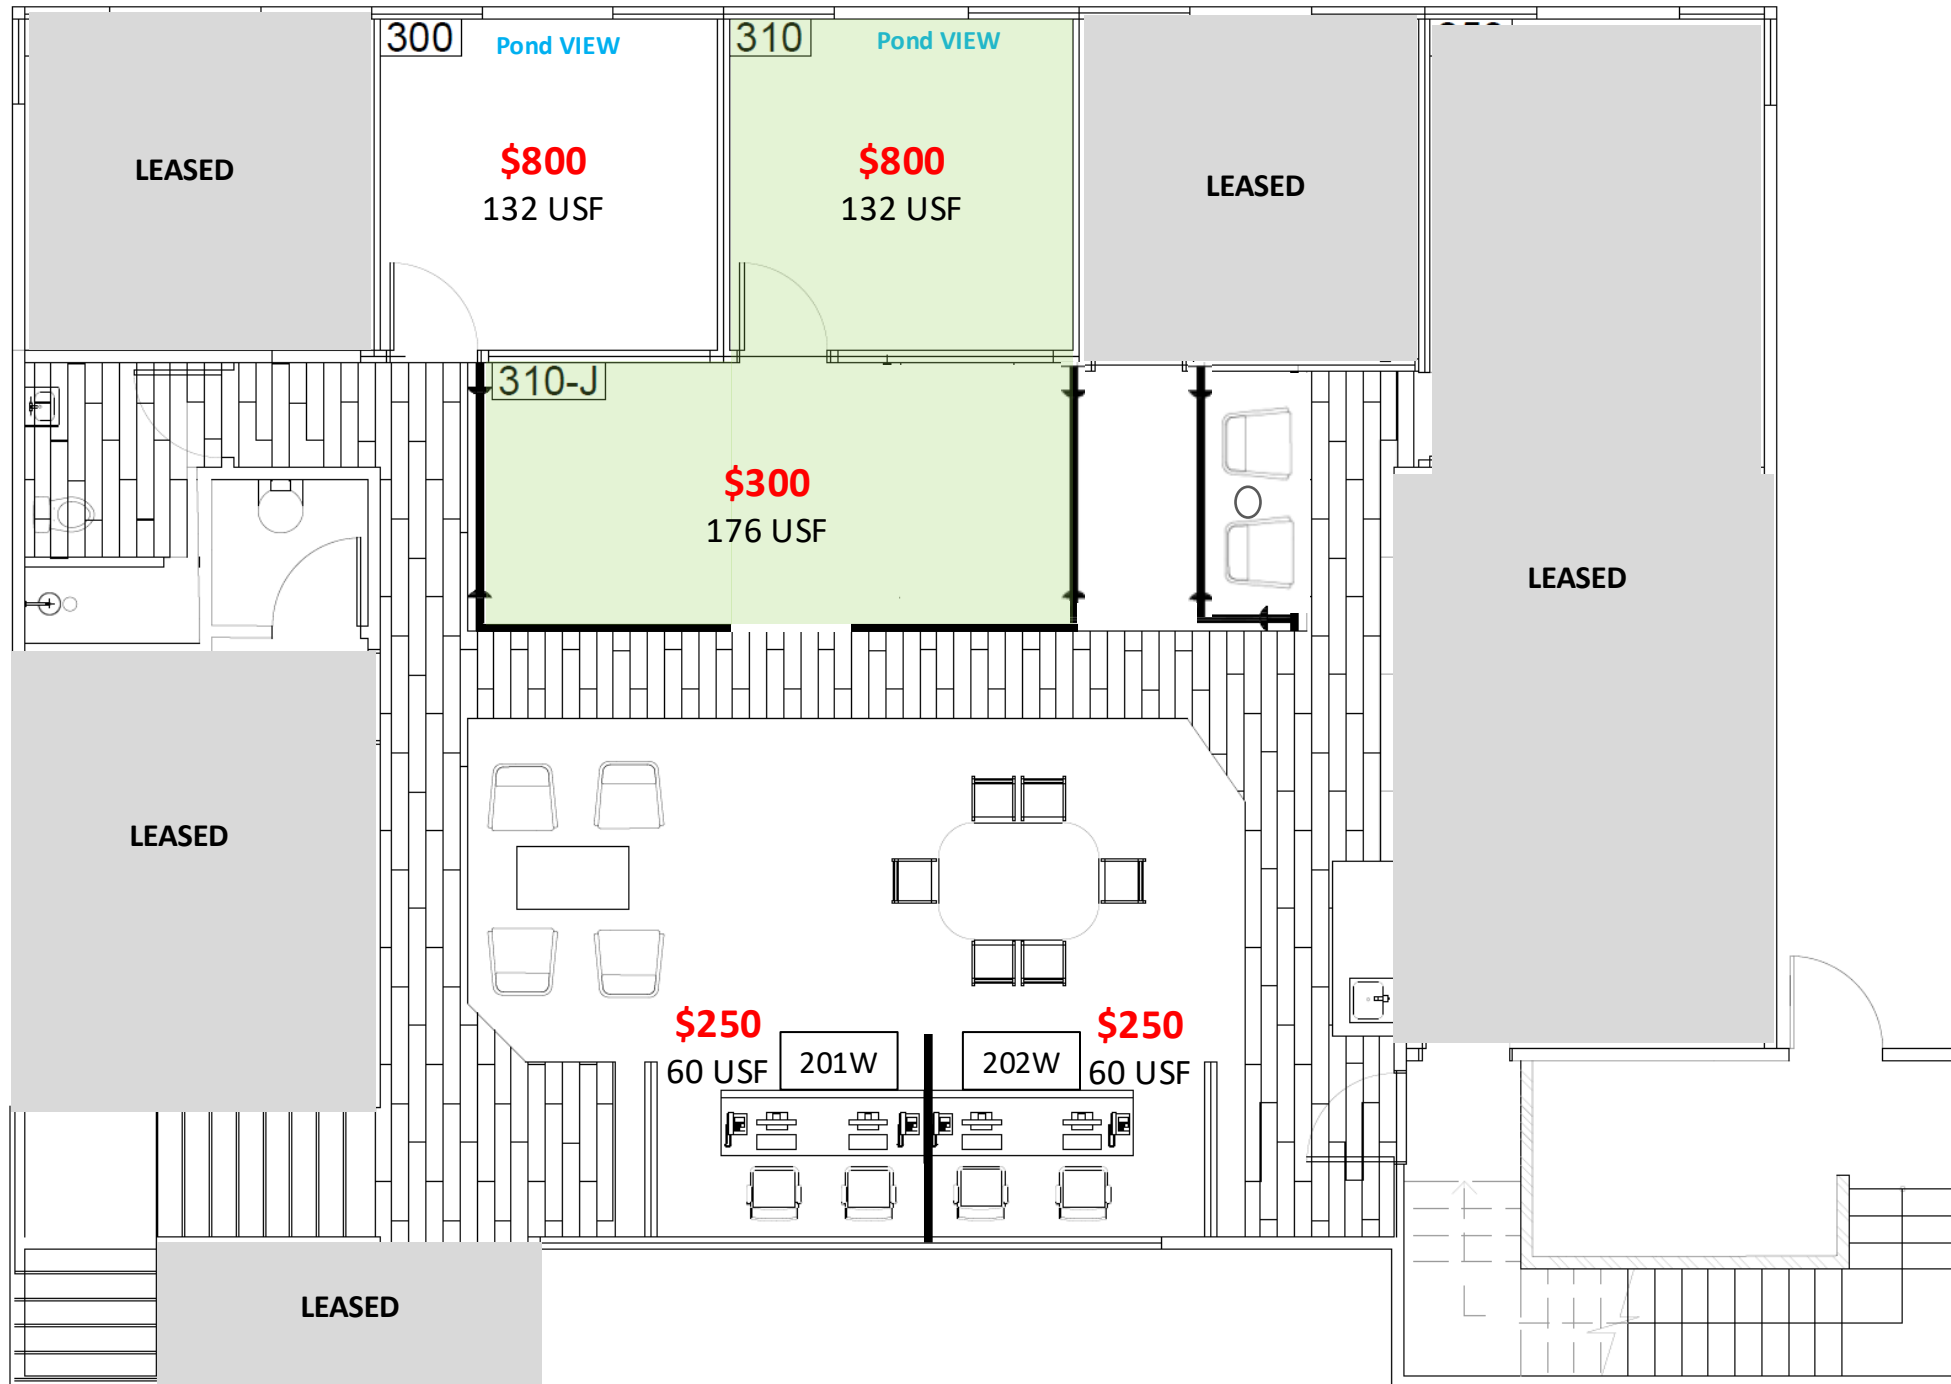 300
Pond VIEW
310
Pond VIEW
LEASED
$800
132 USF
$800
132 USF
LEASED
310-J
$300
176 USF
LEASED
LEASED
$250
60 USF
201W
202W
$250
60 USF
LEASED